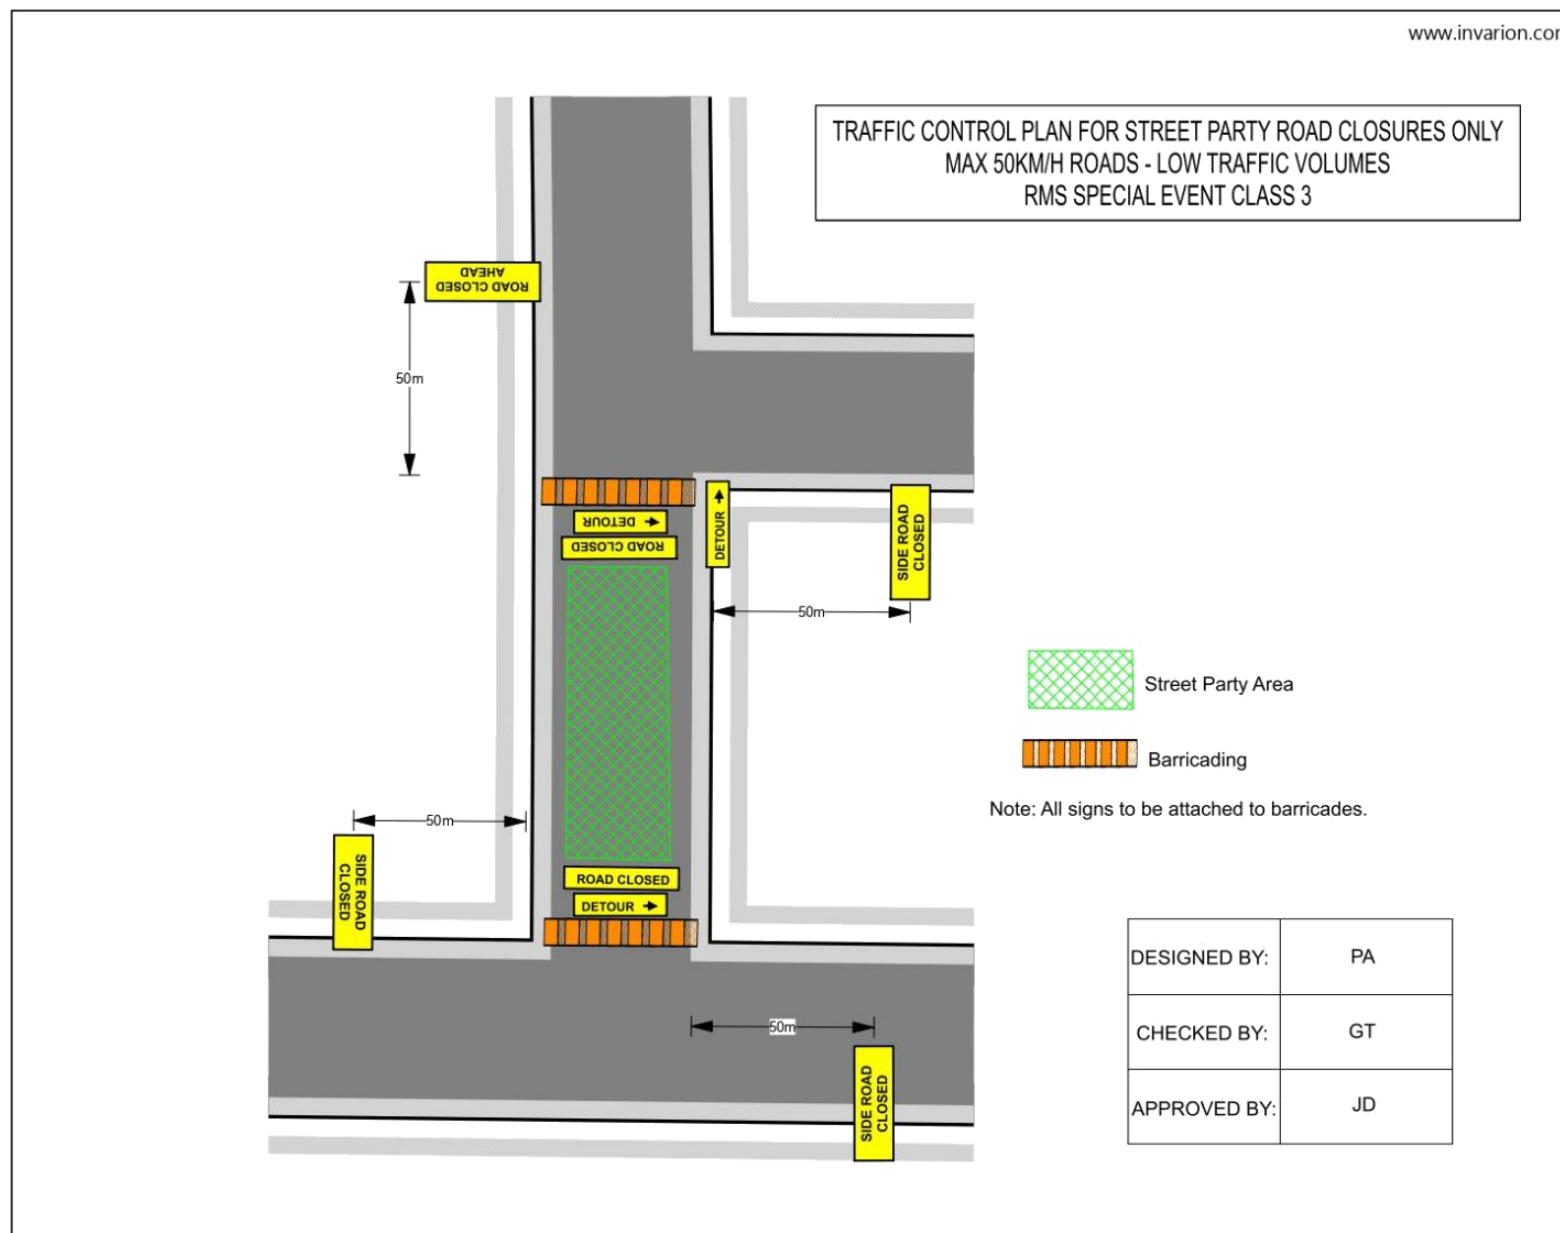 www.invarion.com
TRAFFIC CONTROL PLAN FOR STREET PARTY ROAD CLOSURES ONLY
MAX 50KM/H ROADS - LOW TRAFFIC VOLUMES
RMS SPECIAL EVENT CLASS 3
ROAD CLOSED
AHEAD
50m
DETOUR
ROAD CLOSED
DETOUR
SIDE ROAD
CLOSED
50m
Street Party Area
Barricading
Note: All signs to be attached to barricades.
50m
SIDE ROAD
CLOSED
ROAD CLOSED
DETOUR
50m
SIDE ROAD
CLOSED
DESIGNED BY: PA
CHECKED BY: GT
APPROVED BY: JD